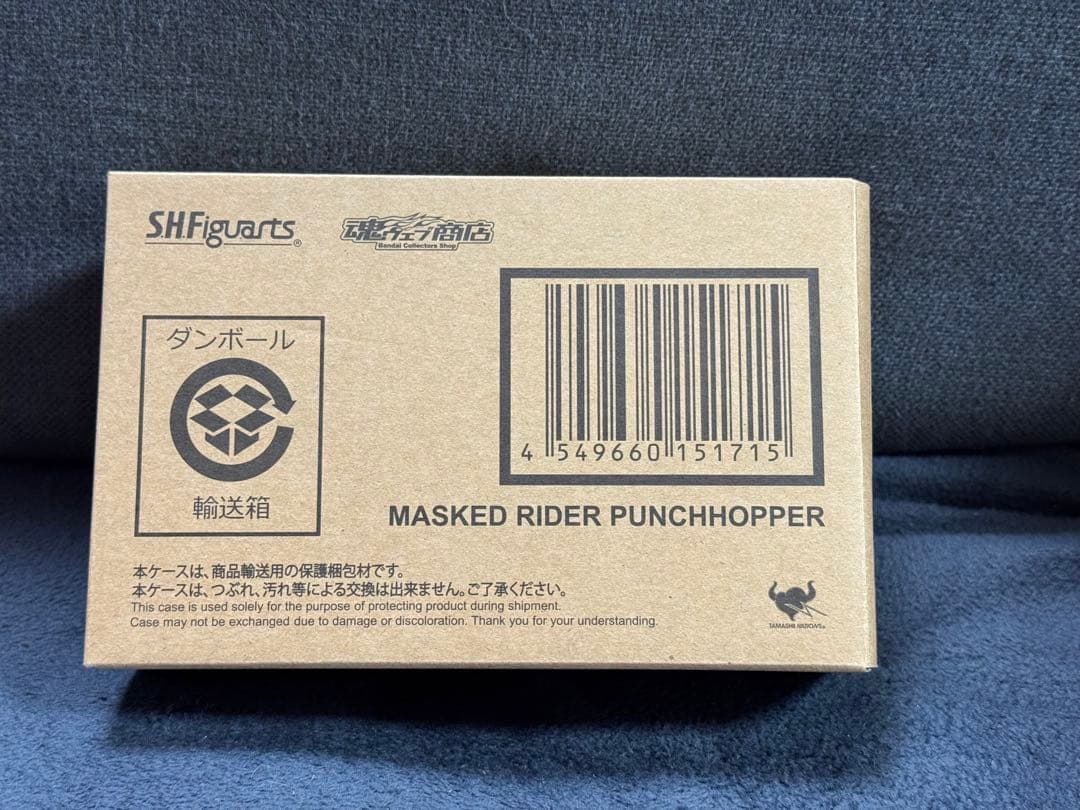 S.H.Figuarts®
魂ウェブ商店
Bandai Collectors Shop
ダンボール
輸送箱
4 549660 151715
MASKED RIDER PUNCHHOPPER
本ケースは、商品輸送用の保護梱包材です。
本ケースは、つぶれ、汚れ等による交換は出来ません。ご了承ください。
This case is used solely for the purpose of protecting product during shipment.
Case may not be exchanged due to damage or discoloration. Thank you for your understanding.
TAMASHII NATIONS®